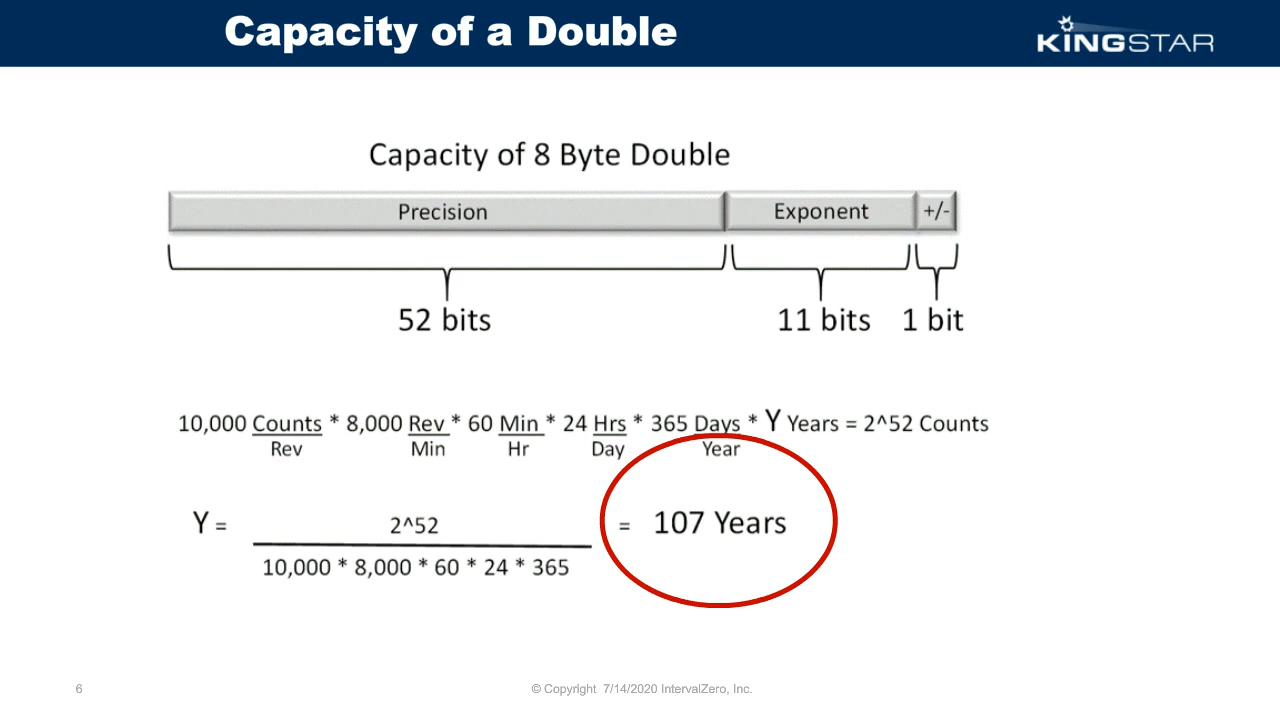 Capacity of a Double
KINGSTAR
Capacity of 8 Byte Double
Precision Exponent +/-
52 bits 11 bits 1 bit
10,000 Counts * 8,000 Rev * 60 Min * 24 Hrs * 365 Days * Y Years = 2^52 Counts
Rev Min Hr Day Year
Y = 2^52 = 107 Years
10,000 * 8,000 * 60 * 24 * 365
6 © Copyright 7/14/2020 IntervalZero, Inc.